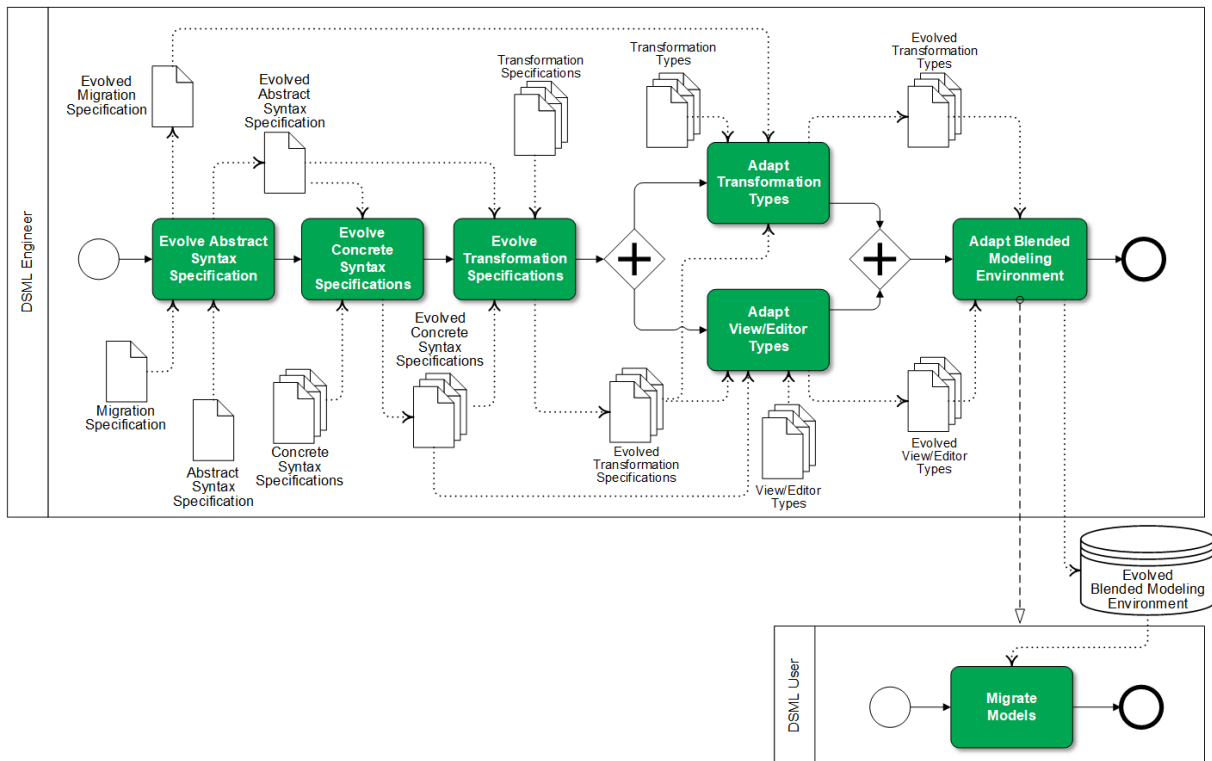 DSML Engineer
Evolved
Migration
Specification
Evolved
Abstract
Syntax
Specification
Transformation
Specifications
Transformation
Types
Evolved
Transformation
Types
Evolve Abstract
Syntax
Specification
Evolve
Concrete
Syntax
Specifications
Evolve
Transformation
Specifications
Adapt
Transformation
Types
Adapt
View/Editor
Types
Adapt Blended
Modeling
Environment
Migration
Specification
Abstract
Syntax
Specification
Concrete
Syntax
Specifications
Evolved
Concrete
Syntax
Specifications
Evolved
Transformation
Specifications
View/Editor
Types
Evolved
View/Editor
Types
Evolved
Blended Modeling
Environment
DSML User
Migrate
Models